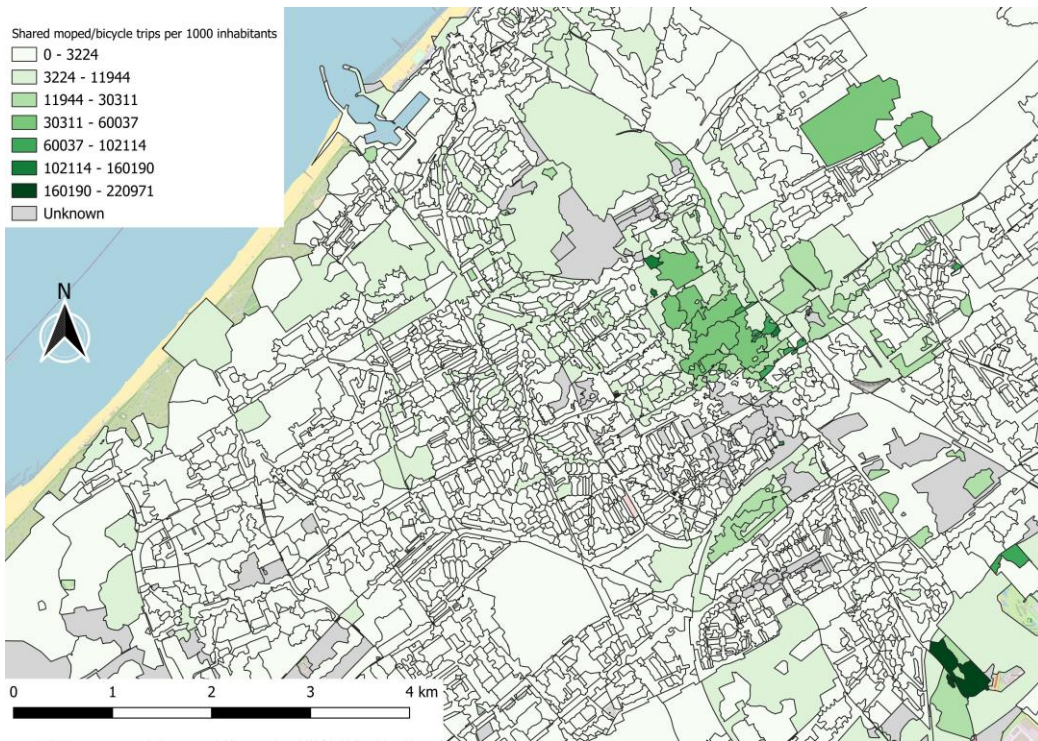 Shared moped/bicycle trips per 1000 inhabitants
0 - 3224
3224 - 11944
11944 - 30311
30311 - 60037
60037 - 102114
102114 - 160190
160190 - 220971
Unknown
N
0 1 2 3 4 km